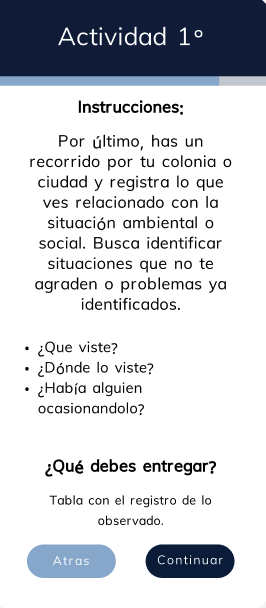 Actividad 1°
Instrucciones:
Por último, has un
recorrido por tu colonia o
ciudad y registra lo que
ves relacionado con la
situación ambiental o
social. Busca identificar
situaciones que no te
agraden o problemas ya
identificados.
• ¿Que viste?
• ¿Dónde lo viste?
• ¿Había alguien
ocasionandolo?
¿Qué debes entregar?
Tabla con el registro de lo
observado.
Atras
Continuar